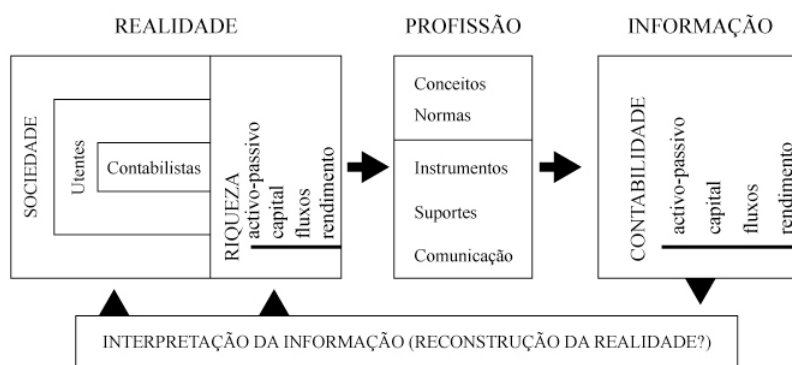 REALIDADE
PROFISSÃO
INFORMAÇÃO
SOCIEDADE
Utentes
Contabilistas
RIQUEZA
activo-passivo
capital
fluxos
rendimento
Conceitos
Normas
Instrumentos
Suportes
Comunicação
CONTABILIDADE
activo-passivo
capital
fluxos
rendimento
INTERPRETAÇÃO DA INFORMAÇÃO (RECONSTRUÇÃO DA REALIDADE?)